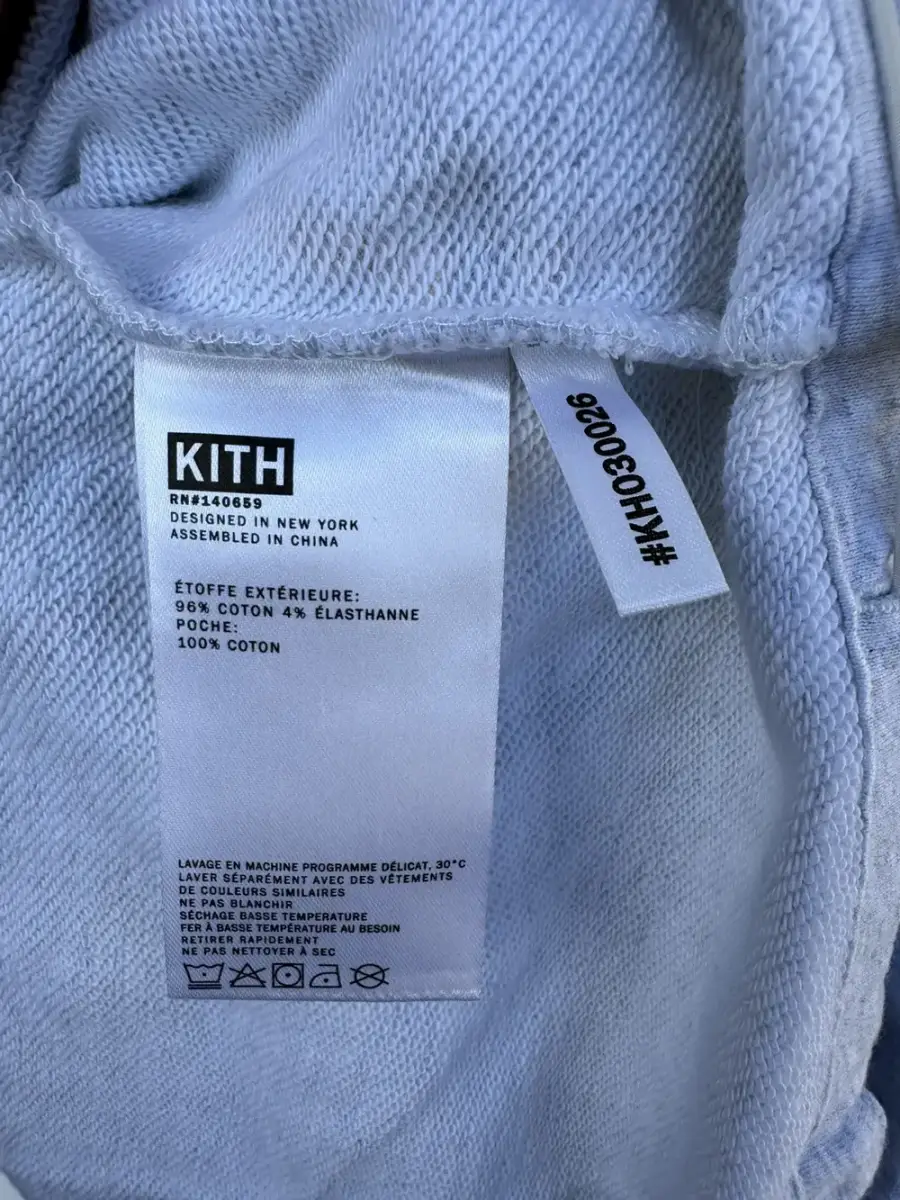 KITH
RN#140659
DESIGNED IN NEW YORK
ASSEMBLED IN CHINA
ÉTOFFE EXTÉRIEURE:
96% COTON 4% ÉLASTHANNE
POCHE:
100% COTON
LAVAGE EN MACHINE PROGRAMME DÉLICAT, 30°C
LAVER SÉPARÉMENT AVEC DES VÊTEMENTS
DE COULEURS SIMILAIRES
NE PAS BLANCHIR
SÉCHAGE BASSE TEMPERATURE
FER À BASSE TEMPÉRATURE AU BESOIN
RETIRER RAPIDEMENT
NE PAS NETTOYER À SEC
#KH030026